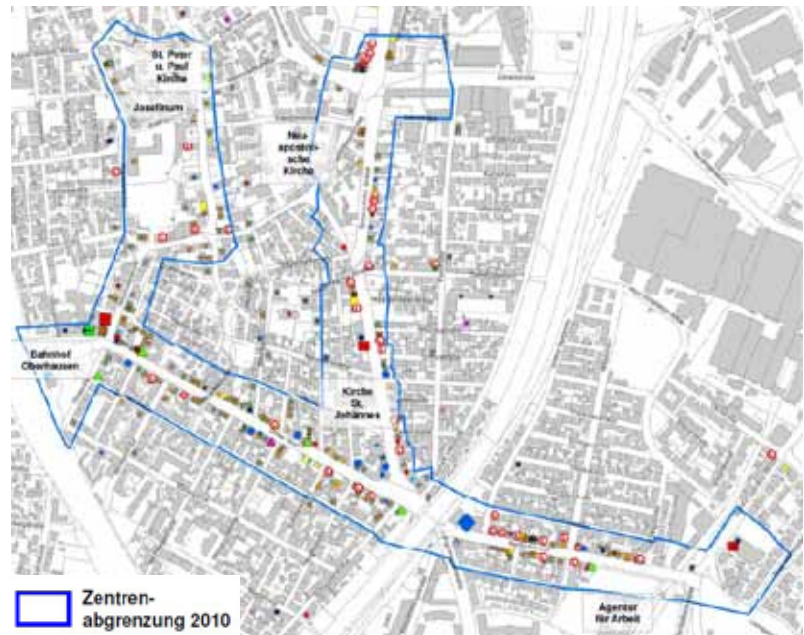 St. Peter
u. Paul
Kirche
Josefinum
Neu-
apostoli-
sche
Kirche
Bahnhof
Oberhausen
Kirche
St.
Johannes
Agentur
für Arbeit
Zentren-
abgrenzung 2010